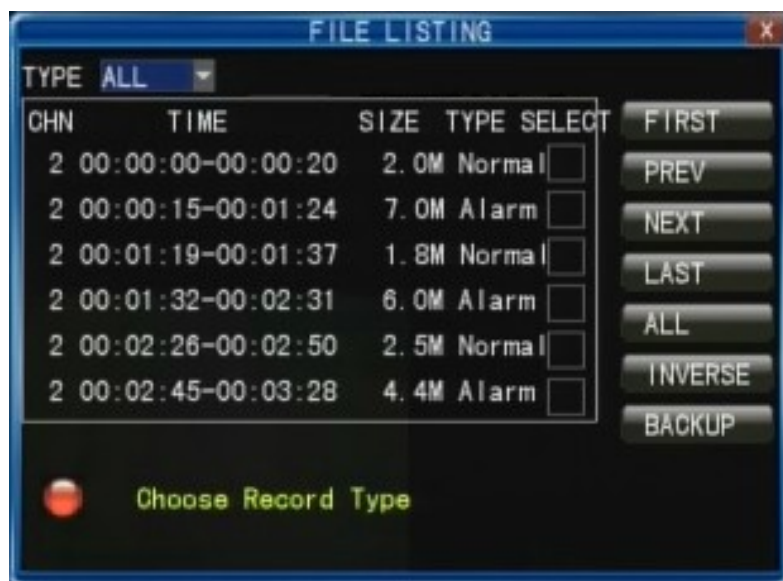 FILE LISTING X
TYPE ALL
CHN TIME SIZE TYPE SELECT
2 00:00:00-00:00:20 2.0M Normal
2 00:00:15-00:01:24 7.0M Alarm
2 00:01:19-00:01:37 1.8M Normal
2 00:01:32-00:02:31 6.0M Alarm
2 00:02:26-00:02:50 2.5M Normal
2 00:02:45-00:03:28 4.4M Alarm
FIRST
PREV
NEXT
LAST
ALL
INVERSE
BACKUP
Choose Record Type